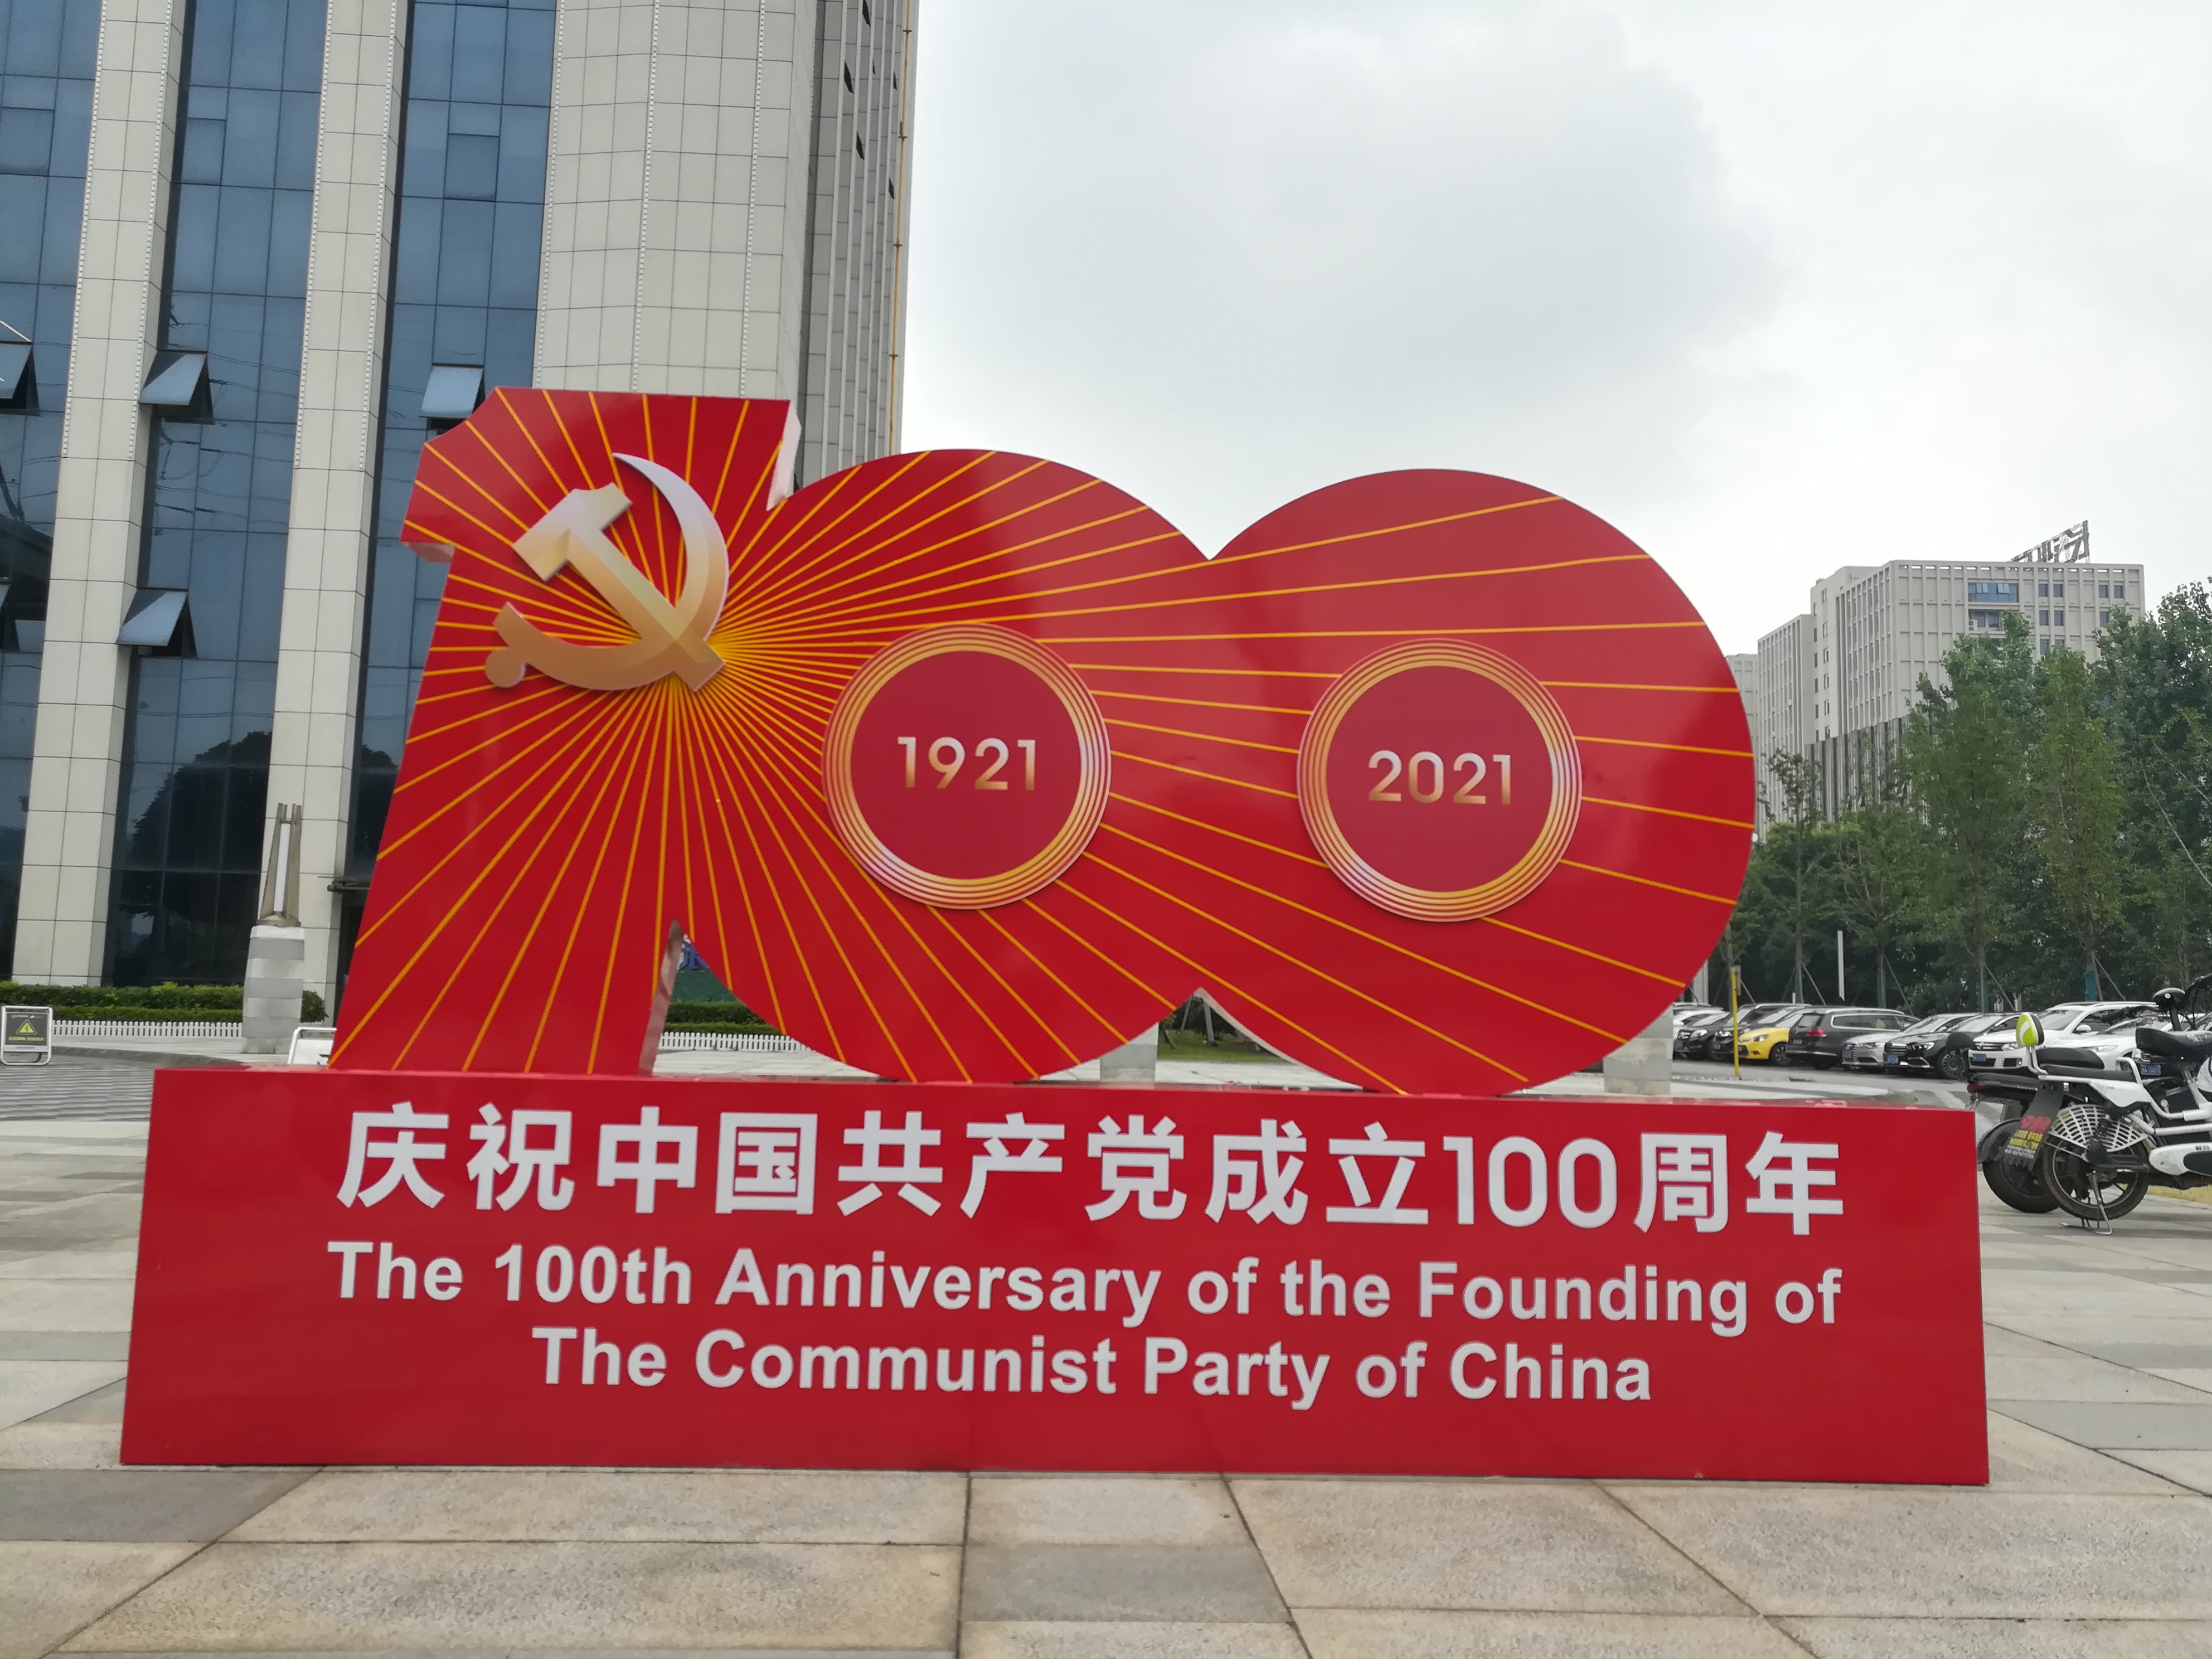 1921
2021
庆祝中国共产党成立100周年
The 100th Anniversary of the Founding of
The Communist Party of China